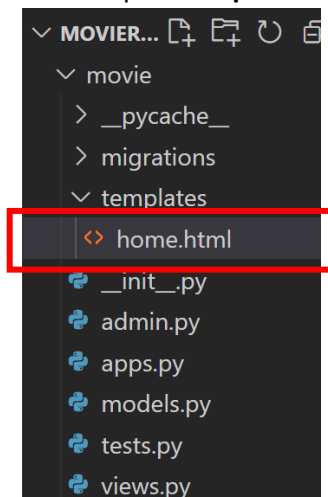 MOVIER...
movie
__pycache__
migrations
templates
<> home.html
__init__.py
admin.py
apps.py
models.py
tests.py
views.py